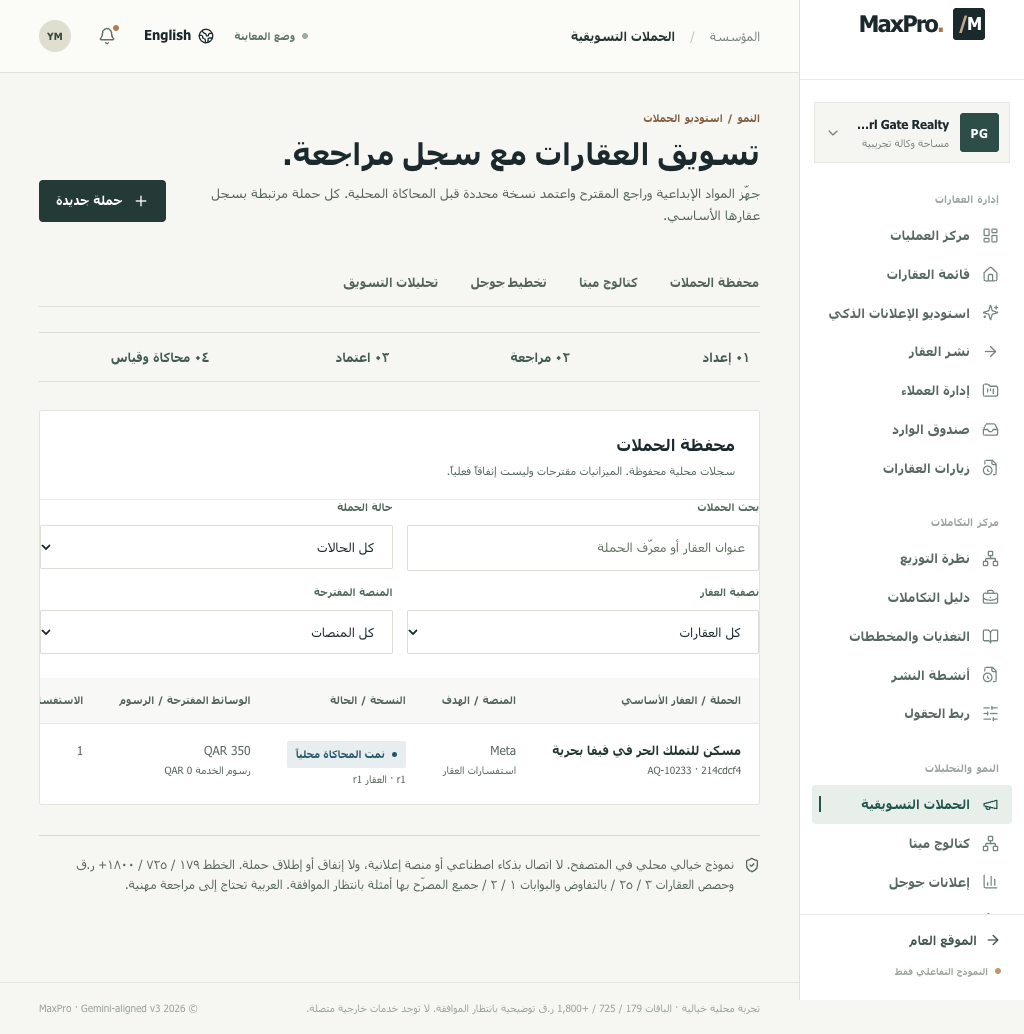 MaxPro. /M
المؤسسة / الحملات التسويقية
وضع المعاينة
English
YM
PG
...rl Gate Realty
مساحة وكالة تجريبية
إدارة العقارات
مركز العمليات
قائمة العقارات
استوديو الإعلانات الذكي
نشر العقار
إدارة العملاء
صندوق الوارد
زيارات العقارات
مركز التكاملات
نظرة التوزيع
دليل التكاملات
التغذيات والمخططات
أنشطة النشر
ربط الحقول
النمو والتحليلات
الحملات التسويقية
كتالوج ميتا
إعلانات جوجل
الموقع العام
النموذج التفاعلي فقط
النمو / استوديو الحملات
تسويق العقارات مع سجل مراجعة.
جهّز المواد الإبداعية وراجع المقترح واعتمد نسخة محددة قبل المحاكاة المحلية. كل حملة مرتبطة بسجل
عقارها الأساسي.
+ حملة جديدة
محفظة الحملات كتالوج ميتا تخطيط جوجل تحليلات التسويق
٠١ إعداد ٠٢ مراجعة ٠٣ اعتماد ٠٤ محاكاة وقياس
محفظة الحملات
سجلات محلية محفوظة. الميزانيات مقترحات وليست إنفاقاً فعلياً.
بحث الحملات
عنوان العقار أو معرّف الحملة
حالة الحملة
كل الحالات
تصفية العقار
كل العقارات
المنصة المقترحة
كل المنصات
الحملة / العقار الأساسي المنصة / الهدف النسخة / الحالة الوسائط المقترحة / الرسوم
مسكن للتملك الحر في فيفا بحرية Meta تمت المحاكاة محلياً QAR 350 1
AQ-10233 · 214cdcf4 استفسارات العقار r1 · العقار r1 رسوم الخدمة QAR 0
نموذج خيالي محلي في المتصفح. لا اتصال بذكاء اصطناعي أو منصة إعلانية، ولا إنفاق أو إطلاق حملة. الخطط ١٧٩ / ٧٢٥ / ١٨٠٠+ ر.ق
وحصص العقارات ٣ / ٢٥ / بالتفاوض والبوابات ١ / ٢ / جميع المصرّح بها أمثلة بانتظار الموافقة. العربية تحتاج إلى مراجعة مهنية.
تجربة محلية خيالية · الباقات 179 / 725 / 1,800+ ر.ق توضيحية بانتظار الموافقة. لا توجد خدمات خارجية متصلة.
MaxPro · Gemini-aligned v3 2026 ©